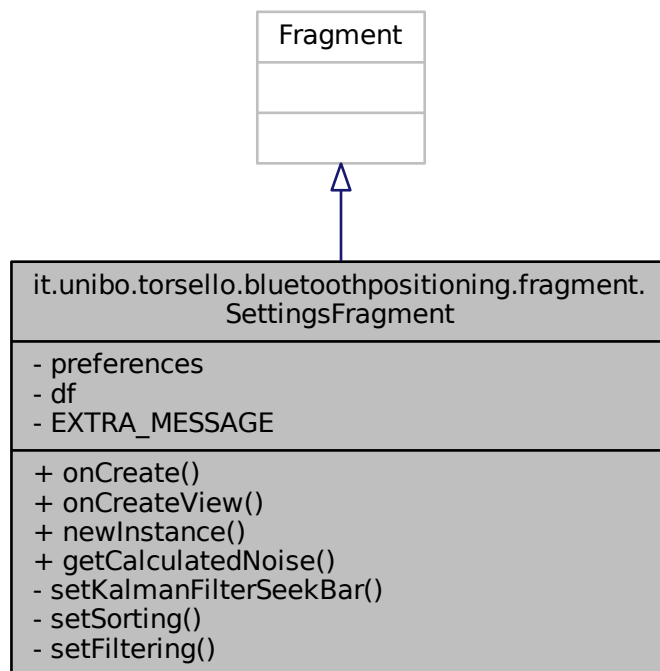 Fragment
it.unibo.torsello.bluetoothpositioning.fragment.
SettingsFragment
- preferences
- df
- EXTRA_MESSAGE
+ onCreate()
+ onCreateView()
+ newInstance()
+ getCalculatedNoise()
- setKalmanFilterSeekBar()
- setSorting()
- setFiltering()